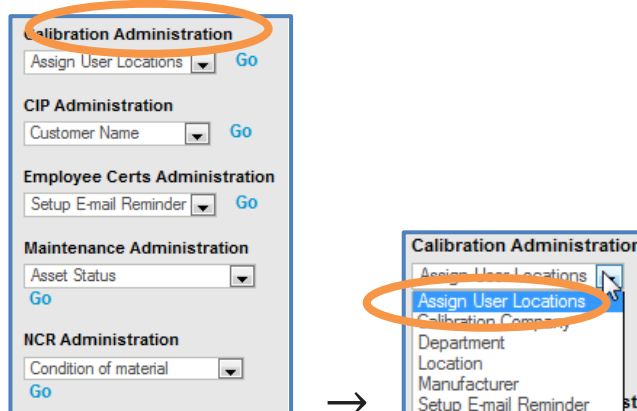 Calibration Administration
Assign User Locations Go
CIP Administration
Customer Name Go
Employee Certs Administration
Setup E-mail Reminder Go
Maintenance Administration
Asset Status
Go
NCR Administration
Condition of material
Go
→
Calibration Administration
Assign User Locations
Assign User Locations
Calibration Company
Department
Location
Manufacturer
Setup E-mail Reminder